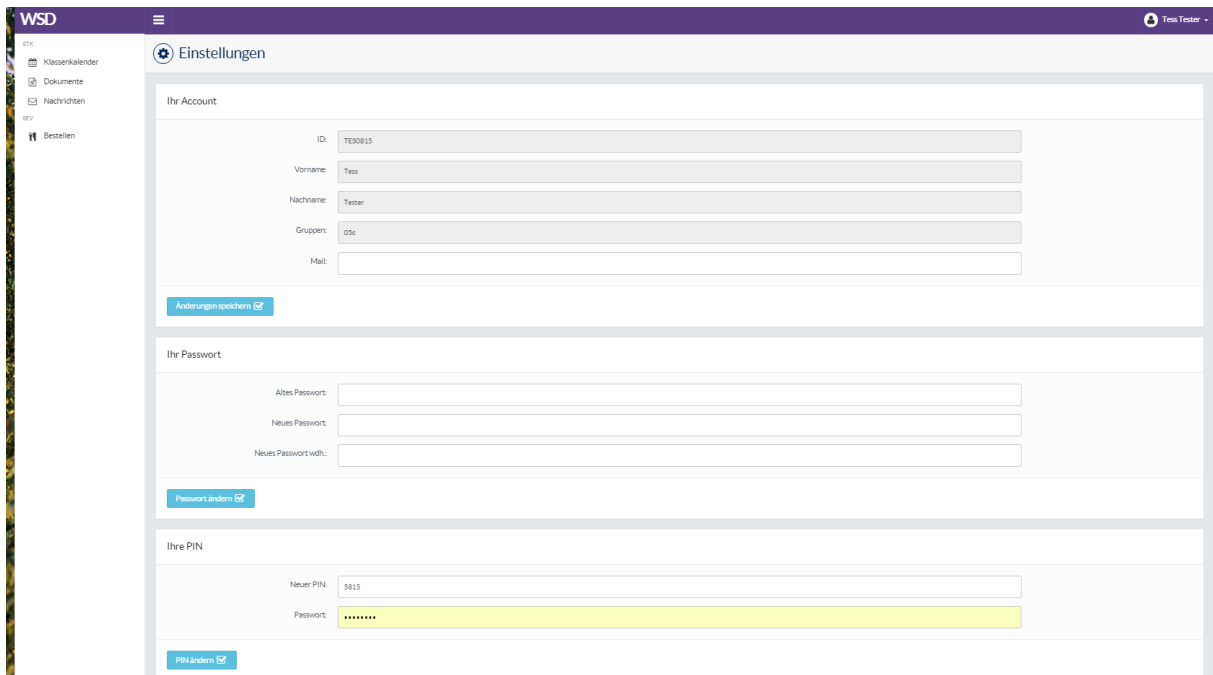 WSD
Tess Tester
STK
Klassenkalender
Dokumente
Nachrichten
SEV
Bestellen
Einstellungen
Ihr Account
ID: TES0815
Vorname: Tess
Nachname: Tester
Gruppen: 05c
Mail:
Änderungen speichern
Ihr Passwort
Altes Passwort:
Neues Passwort:
Neues Passwort wdh.:
Passwort ändern
Ihre PIN
Neuer PIN: 5815
Passwort: ••••••••
PIN ändern